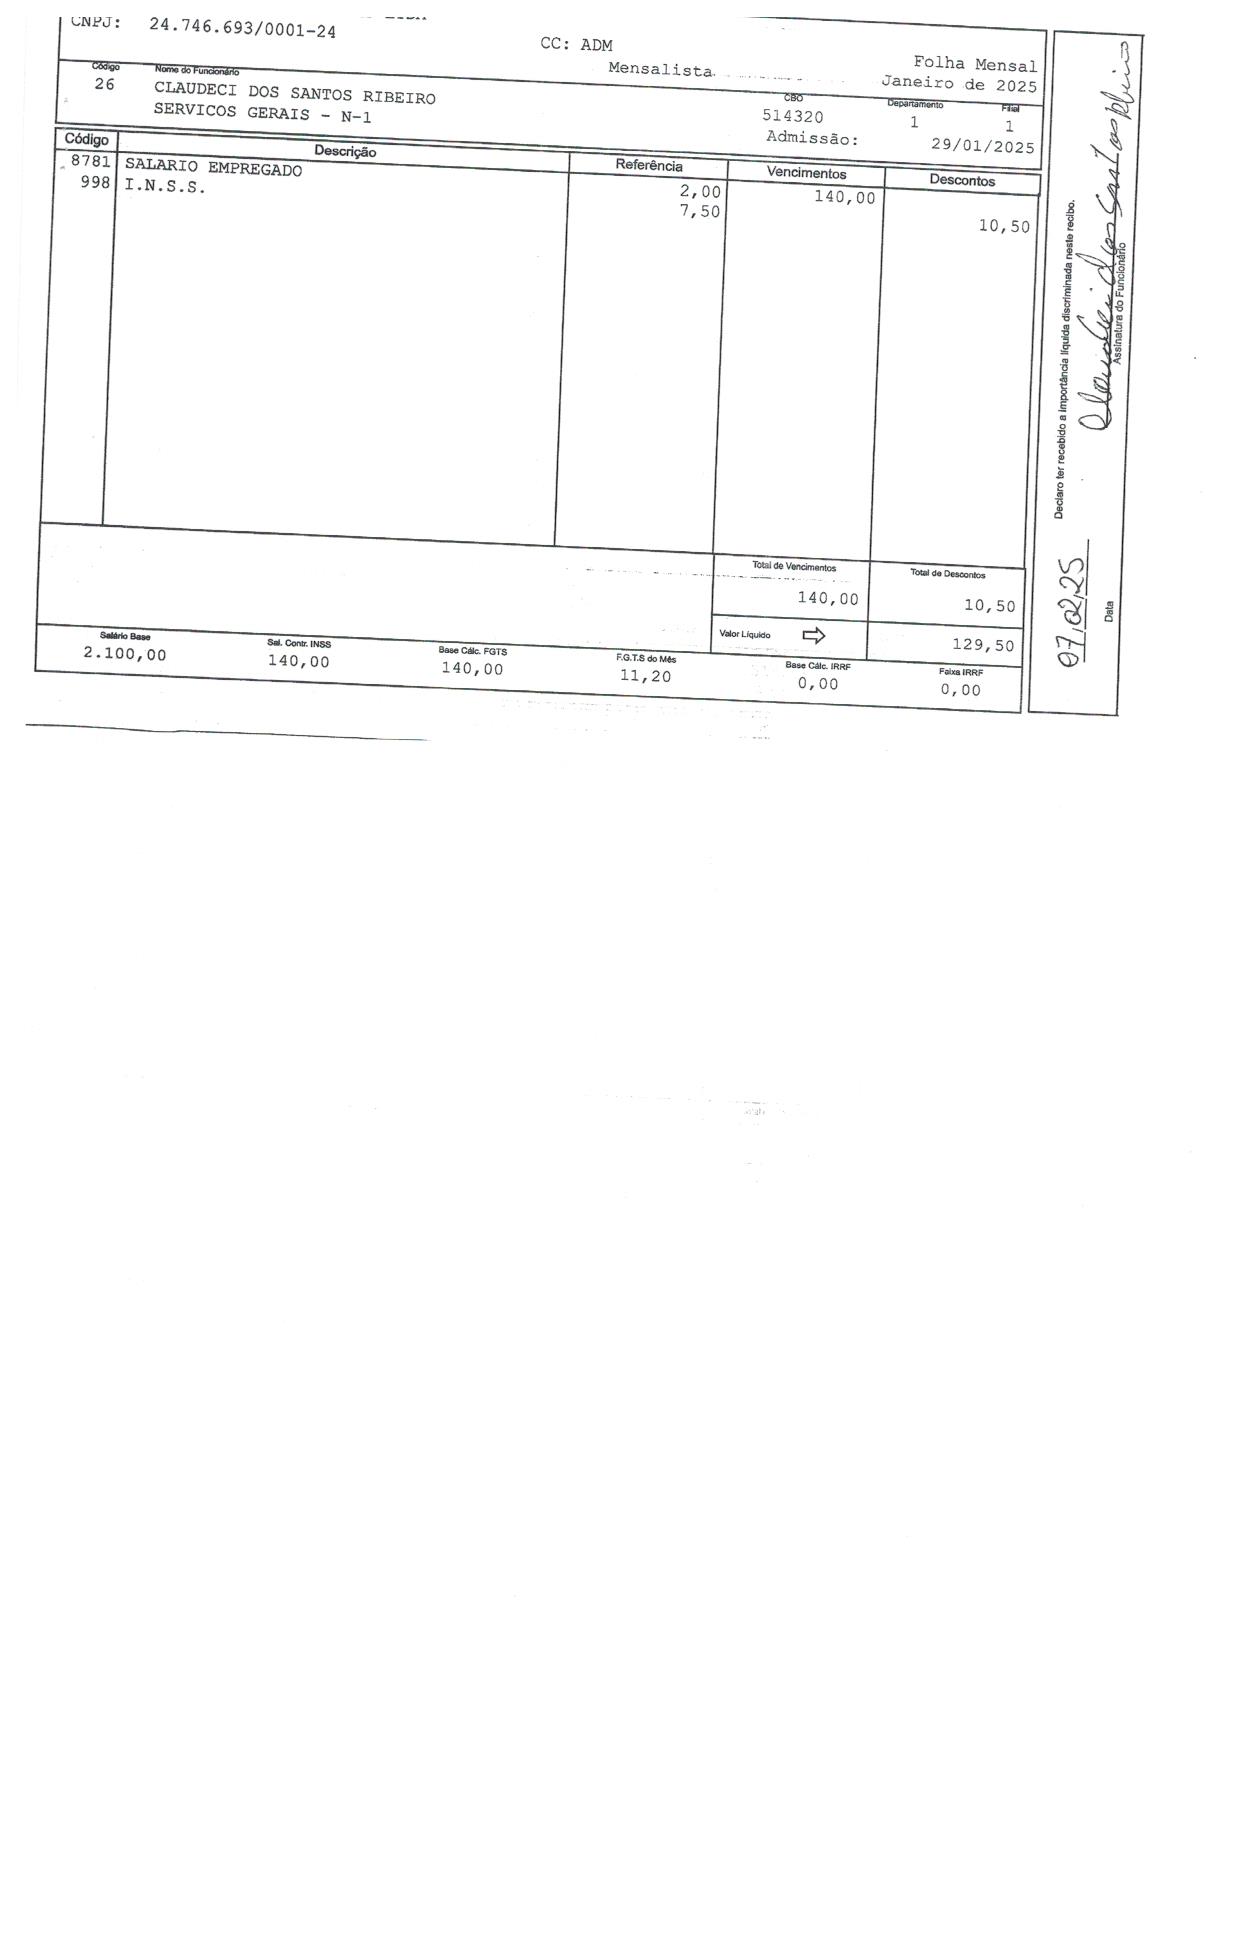 CNPJ: 24.746.693/0001-24
CC: ADM
Folha Mensal
Mensalista
Janeiro de 2025
Código Nome do Funcionário CBO Departamento Filial
26 CLAUDECI DOS SANTOS RIBEIRO 514320 1 1
SERVICOS GERAIS - N-1 Admissão: 29/01/2025
Código Descrição Referência Vencimentos Descontos
8781 SALARIO EMPREGADO 2,00 140,00
998 I.N.S.S. 7,50 10,50
Total de Vencimentos Total de Descontos
140,00 10,50
Valor Líquido 129,50
Salário Base Sal. Contr. INSS Base Cálc. FGTS F.G.T.S do Mês Base Cálc. IRRF Faixa IRRF
2.100,00 140,00 140,00 11,20 0,00 0,00
Declaro ter recebido a importância líquida discriminada neste recibo.
Claudeci dos Santos Ribeiro
Assinatura do Funcionário
07,02,25
Data